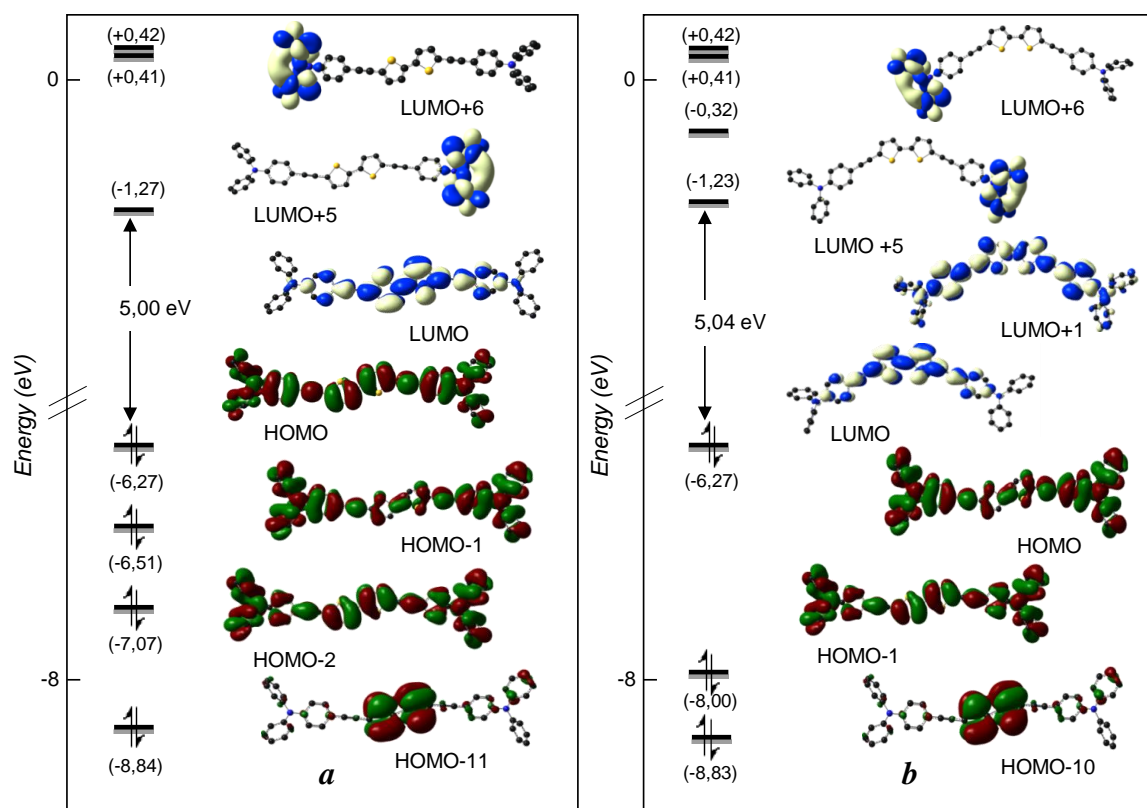 (+0,42)
0
(+0,41)
LUMO+6
(-1,27)
LUMO+5
5,00 eV
LUMO
Energy (eV)
HOMO
(-6,27)
HOMO-1
(-6,51)
(-7,07)
HOMO-2
-8
HOMO-11
(-8,84)
a
(+0,42)
0
(+0,41)
LUMO+6
(-0,32)
(-1,23)
LUMO +5
5,04 eV
LUMO+1
Energy (eV)
LUMO
(-6,27)
HOMO
HOMO-1
-8
(-8,00)
HOMO-10
(-8,83)
b